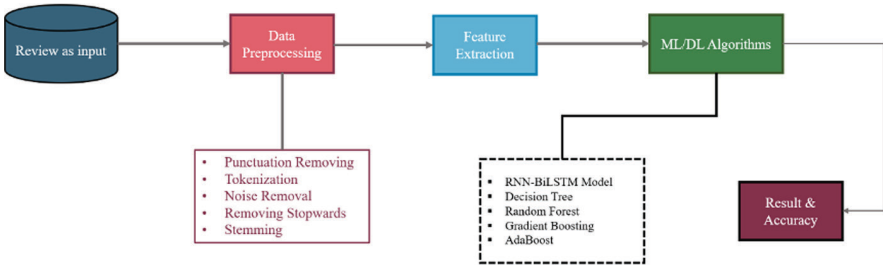 Review as input
Data
Preprocessing
Feature
Extraction
ML/DL Algorithms
• Punctuation Removing
• Tokenization
• Noise Removal
• Removing Stopwards
• Stemming
▪ RNN-BiLSTM Model
▪ Decision Tree
▪ Random Forest
▪ Gradient Boosting
▪ AdaBoost
Result &
Accuracy